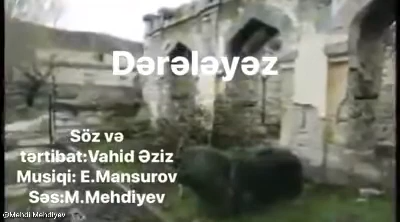 Dərələyəz
Söz və
tərtibat:Vahid Əziz
Musiqi: E.Mansurov
Səs:M.Mehdiyev
@Mehdi Mehdiyev